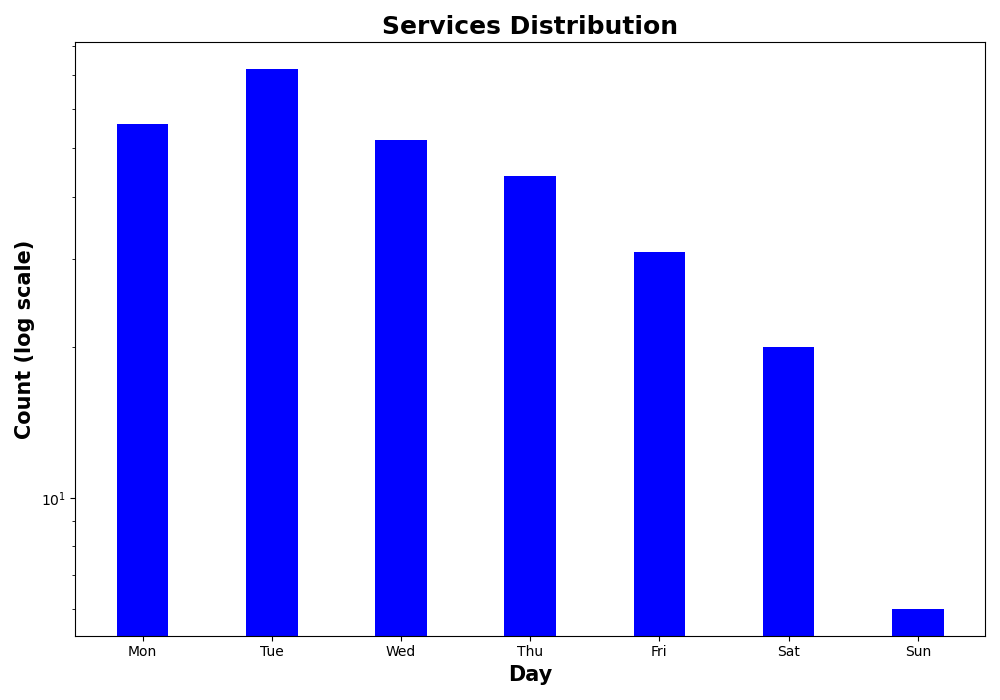 Services Distribution
Count (log scale)
10¹
Mon Tue Wed Thu Fri Sat Sun
Day